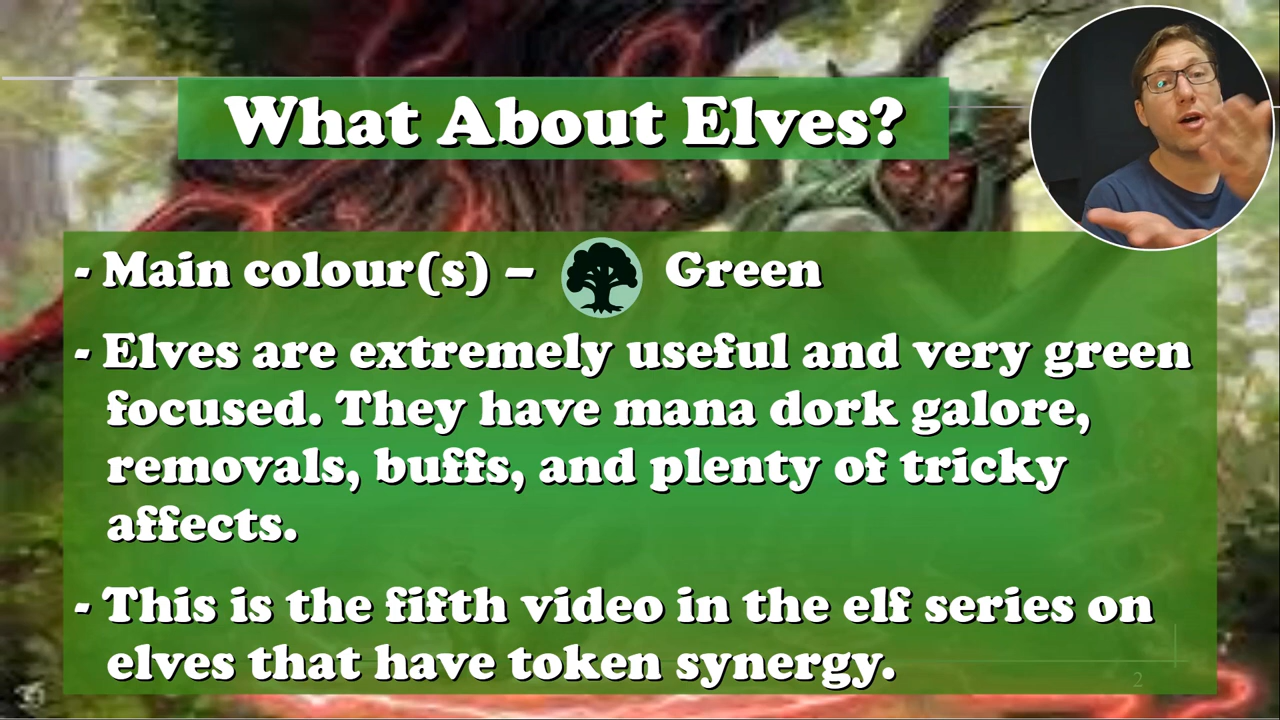 What About Elves?
- Main colour(s) – Green
- Elves are extremely useful and very green
focused. They have mana dork galore,
removals, buffs, and plenty of tricky
affects.
- This is the fifth video in the elf series on
elves that have token synergy.
2